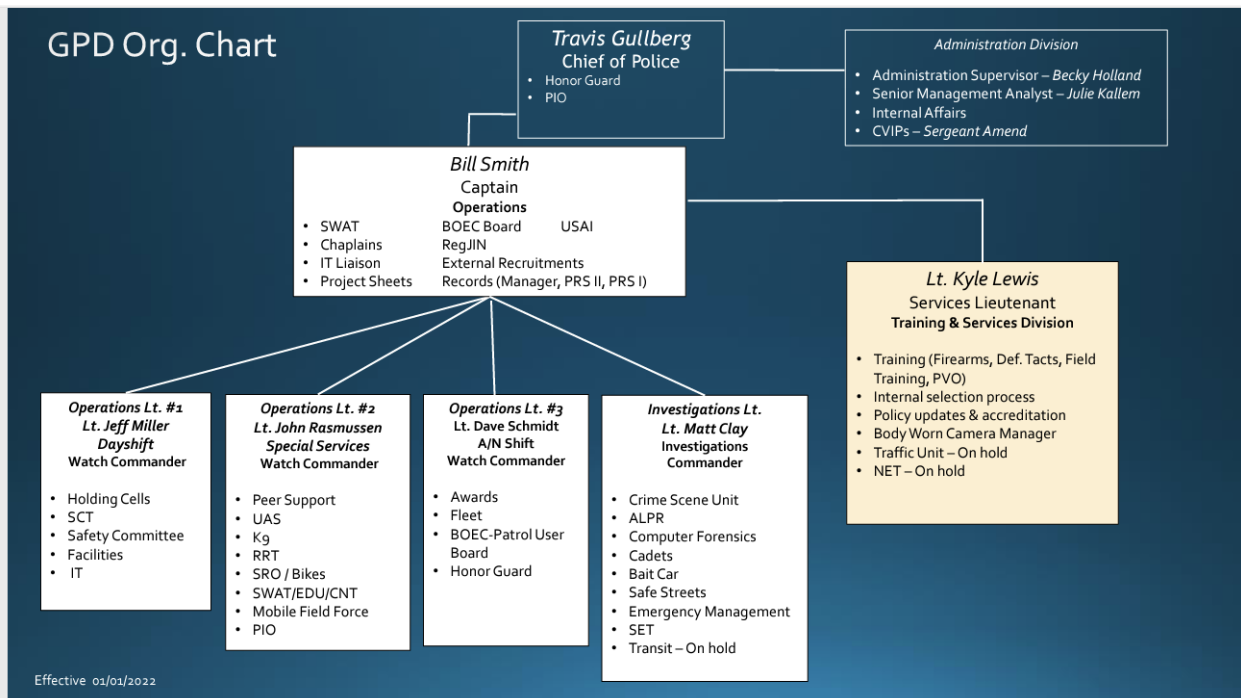 GPD Org. Chart
Travis Gullberg
Chief of Police
• Honor Guard
• PIO
Administration Division
• Administration Supervisor – Becky Holland
• Senior Management Analyst – Julie Kallem
• Internal Affairs
• CVIPs – Sergeant Amend
Bill Smith
Captain
Operations
• SWAT BOEC Board USAI
• Chaplains RegJIN
• IT Liaison External Recruitments
• Project Sheets Records (Manager, PRS II, PRS I)
Lt. Kyle Lewis
Services Lieutenant
Training & Services Division
• Training (Firearms, Def. Tacts, Field
Training, PVO)
• Internal selection process
• Policy updates & accreditation
• Body Worn Camera Manager
• Traffic Unit – On hold
• NET – On hold
Operations Lt. #1
Lt. Jeff Miller
Dayshift
Watch Commander
• Holding Cells
• SCT
• Safety Committee
• Facilities
• IT
Operations Lt. #2
Lt. John Rasmussen
Special Services
Watch Commander
• Peer Support
• UAS
• K9
• RRT
• SRO / Bikes
• SWAT/EDU/CNT
• Mobile Field Force
• PIO
Operations Lt. #3
Lt. Dave Schmidt
A/N Shift
Watch Commander
• Awards
• Fleet
• BOEC-Patrol User
Board
• Honor Guard
Investigations Lt.
Lt. Matt Clay
Investigations
Commander
• Crime Scene Unit
• ALPR
• Computer Forensics
• Cadets
• Bait Car
• Safe Streets
• Emergency Management
• SET
• Transit – On hold
Effective 01/01/2022